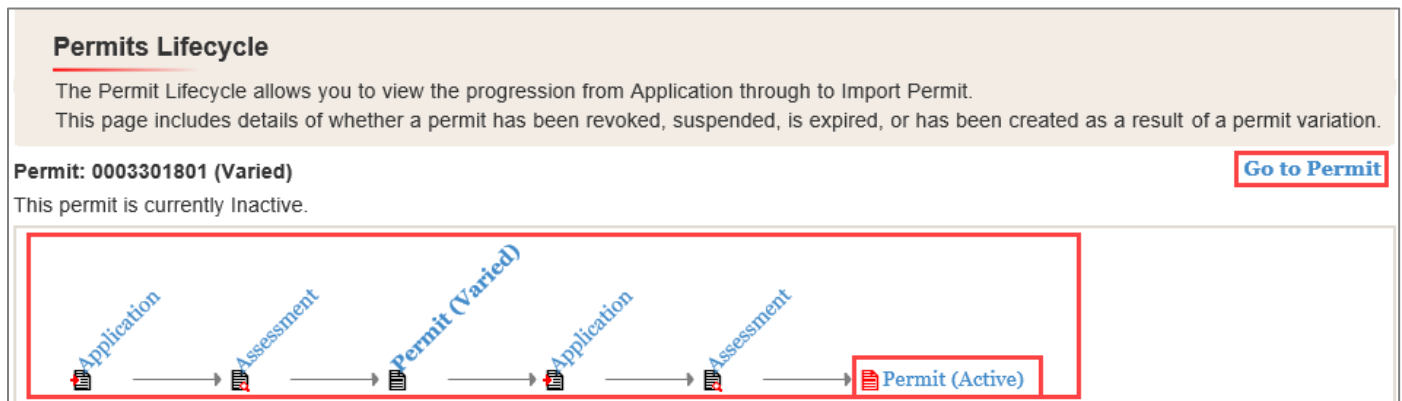 Permits Lifecycle
The Permit Lifecycle allows you to view the progression from Application through to Import Permit.
This page includes details of whether a permit has been revoked, suspended, is expired, or has been created as a result of a permit variation.
Permit: 0003301801 (Varied)
Go to Permit
This permit is currently Inactive.
Application
Assessment
Permit (Varied)
Application
Assessment
Permit (Active)